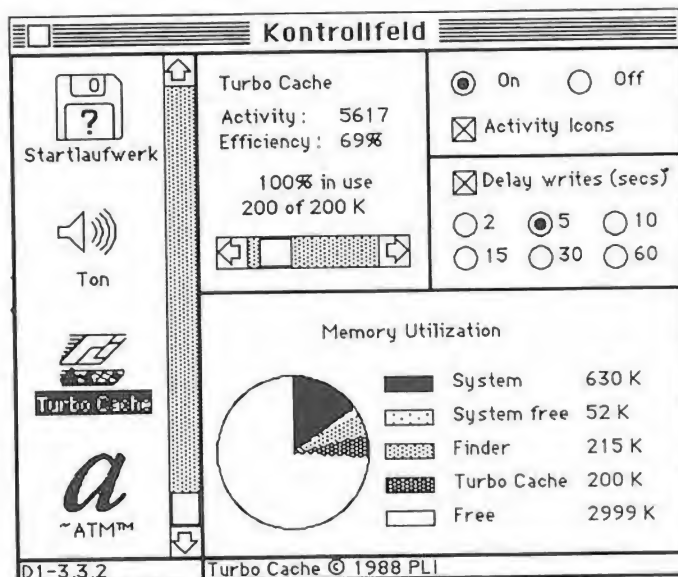 Kontrollfeld
0
?
Startlaufwerk
Ton
Turbo Cache
a
~ATM™
D1-3.3.2
Turbo Cache
Activity: 5617
Efficiency: 69%
100% in use
200 of 200 K
On Off
Activity Icons
Delay writes (secs)
2 5 10
15 30 60
Memory Utilization
System 630 K
System free 52 K
Finder 215 K
Turbo Cache 200 K
Free 2999 K
Turbo Cache © 1988 PLI